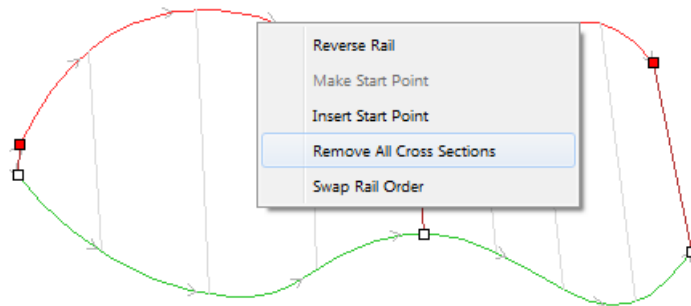 Reverse Rail
Make Start Point
Insert Start Point
Remove All Cross Sections
Swap Rail Order